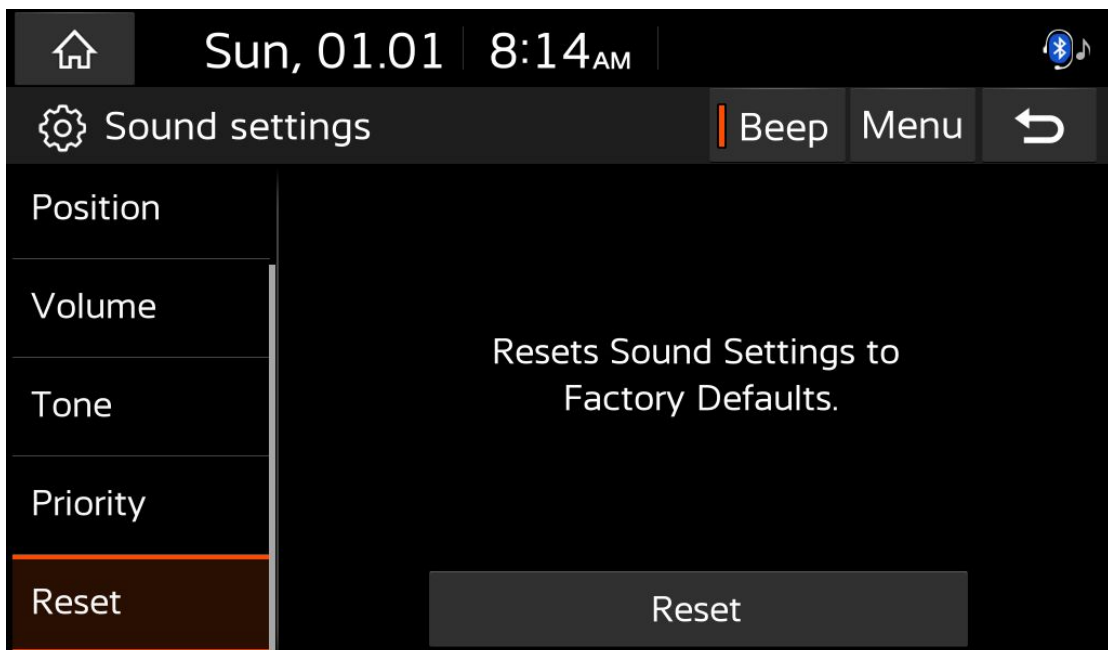 Sun, 01.01 8:14AM
Sound settings Beep Menu
Position
Volume
Tone
Priority
Reset
Resets Sound Settings to
Factory Defaults.
Reset